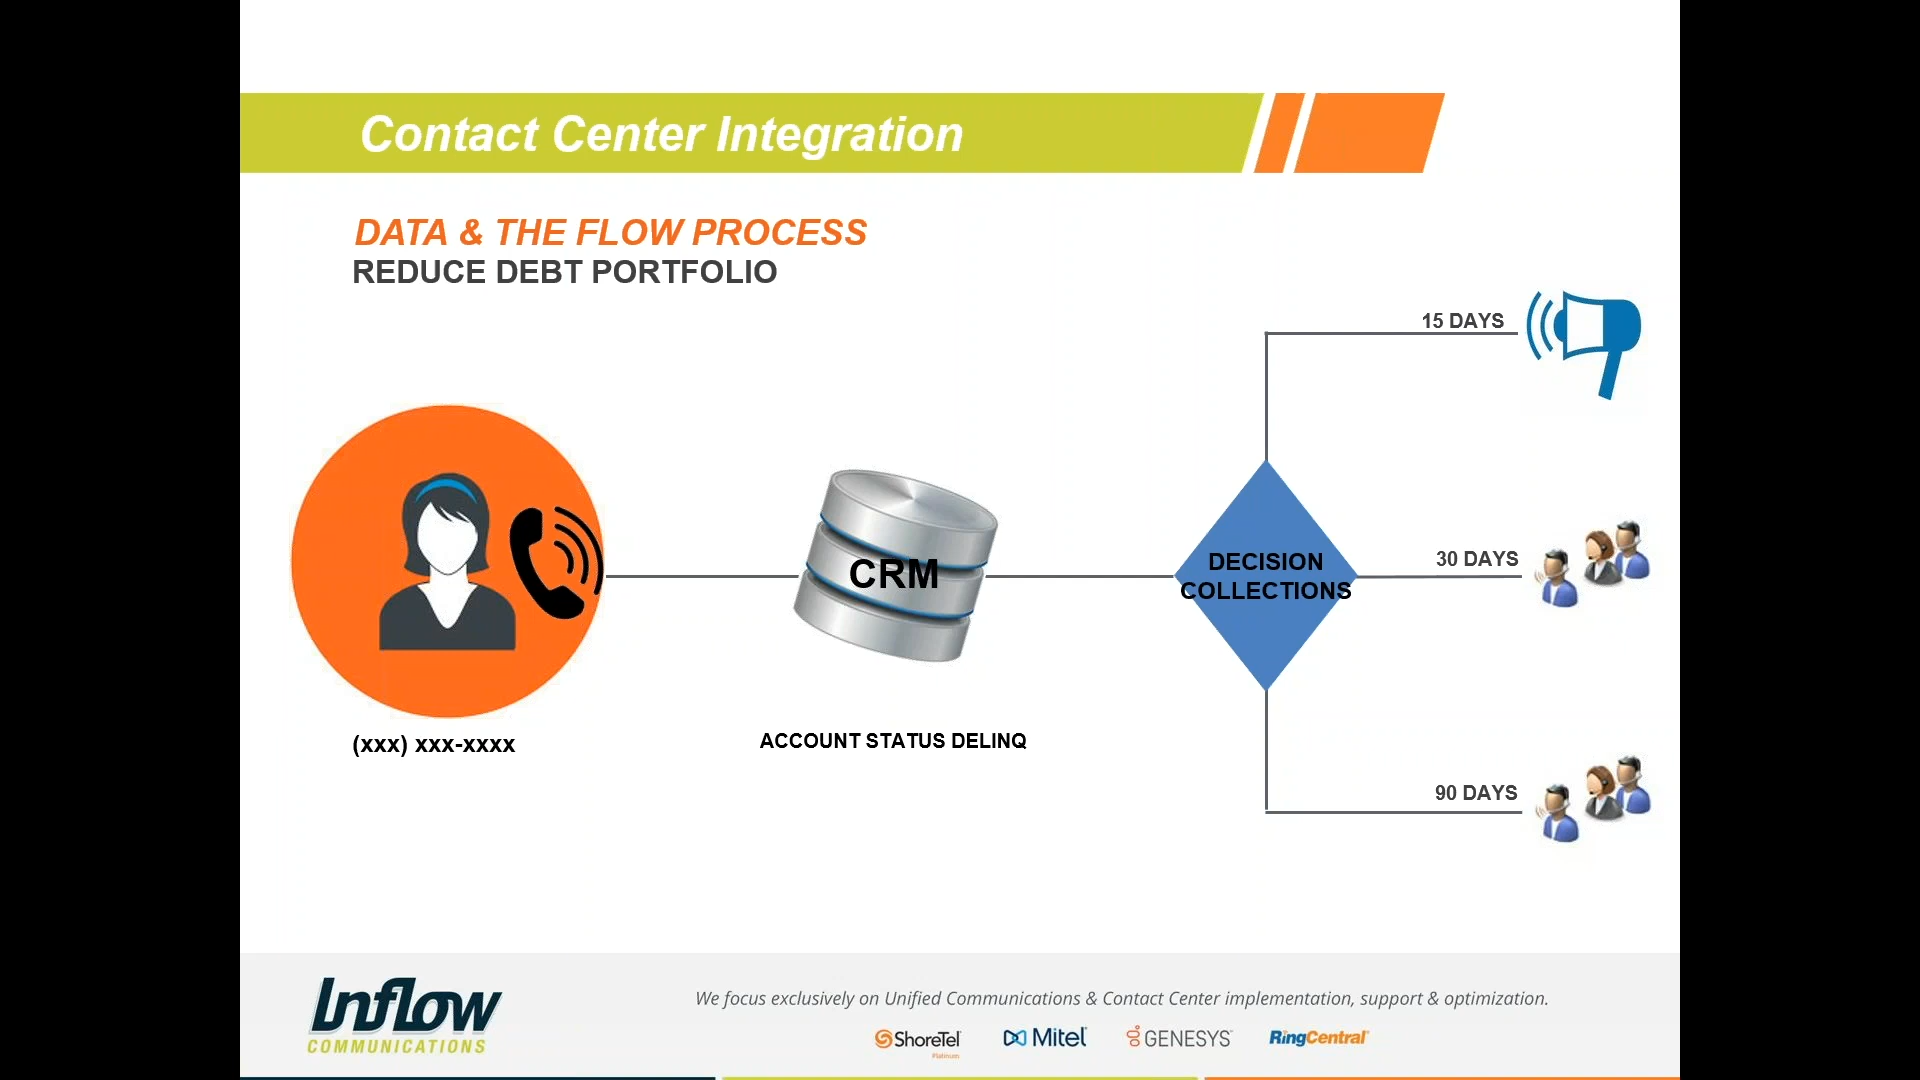 Contact Center Integration
DATA & THE FLOW PROCESS
REDUCE DEBT PORTFOLIO
15 DAYS
30 DAYS
CRM
DECISION
COLLECTIONS
(xxx) xxx-xxxx
ACCOUNT STATUS DELINQ
90 DAYS
Inflow
COMMUNICATIONS
We focus exclusively on Unified Communications & Contact Center implementation, support & optimization.
ShoreTel
Platinum
Mitel
GENESYS
RingCentral